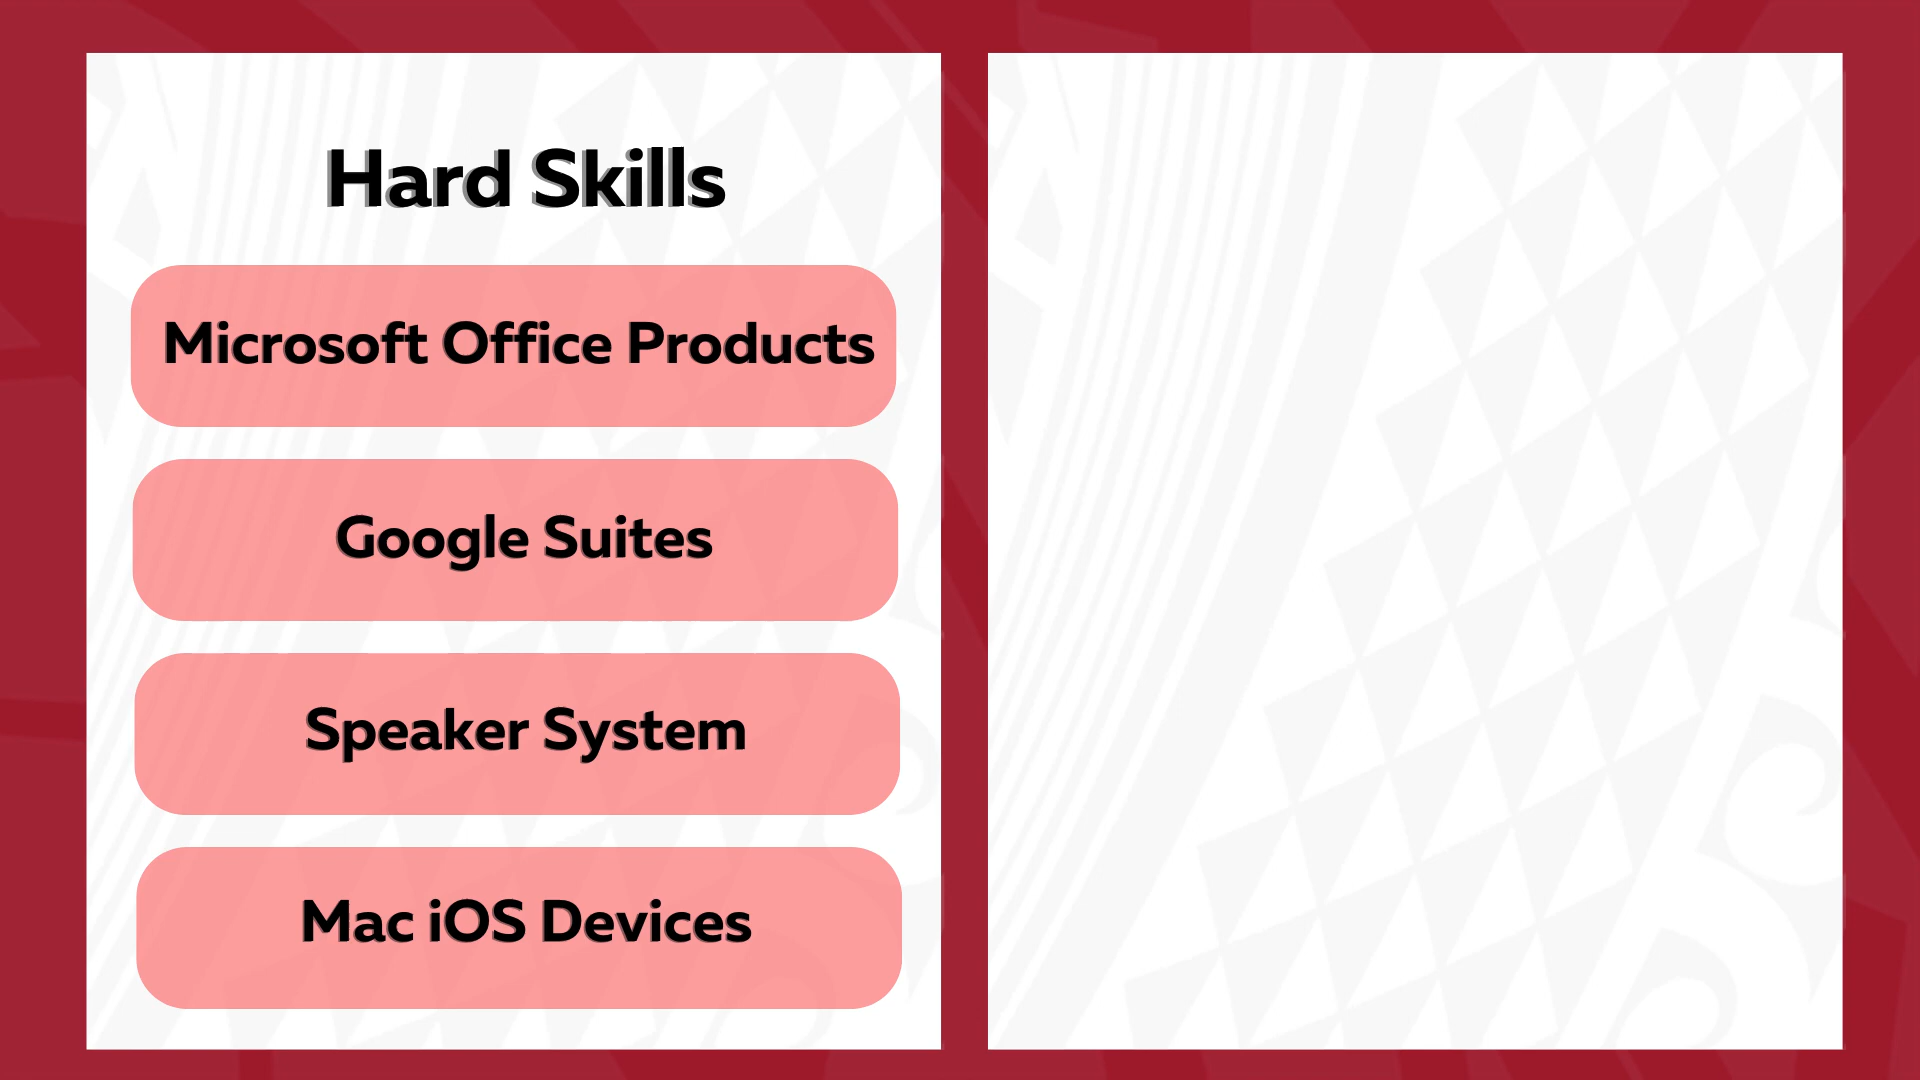 Hard Skills
Microsoft Office Products
Google Suites
Speaker System
Mac iOS Devices